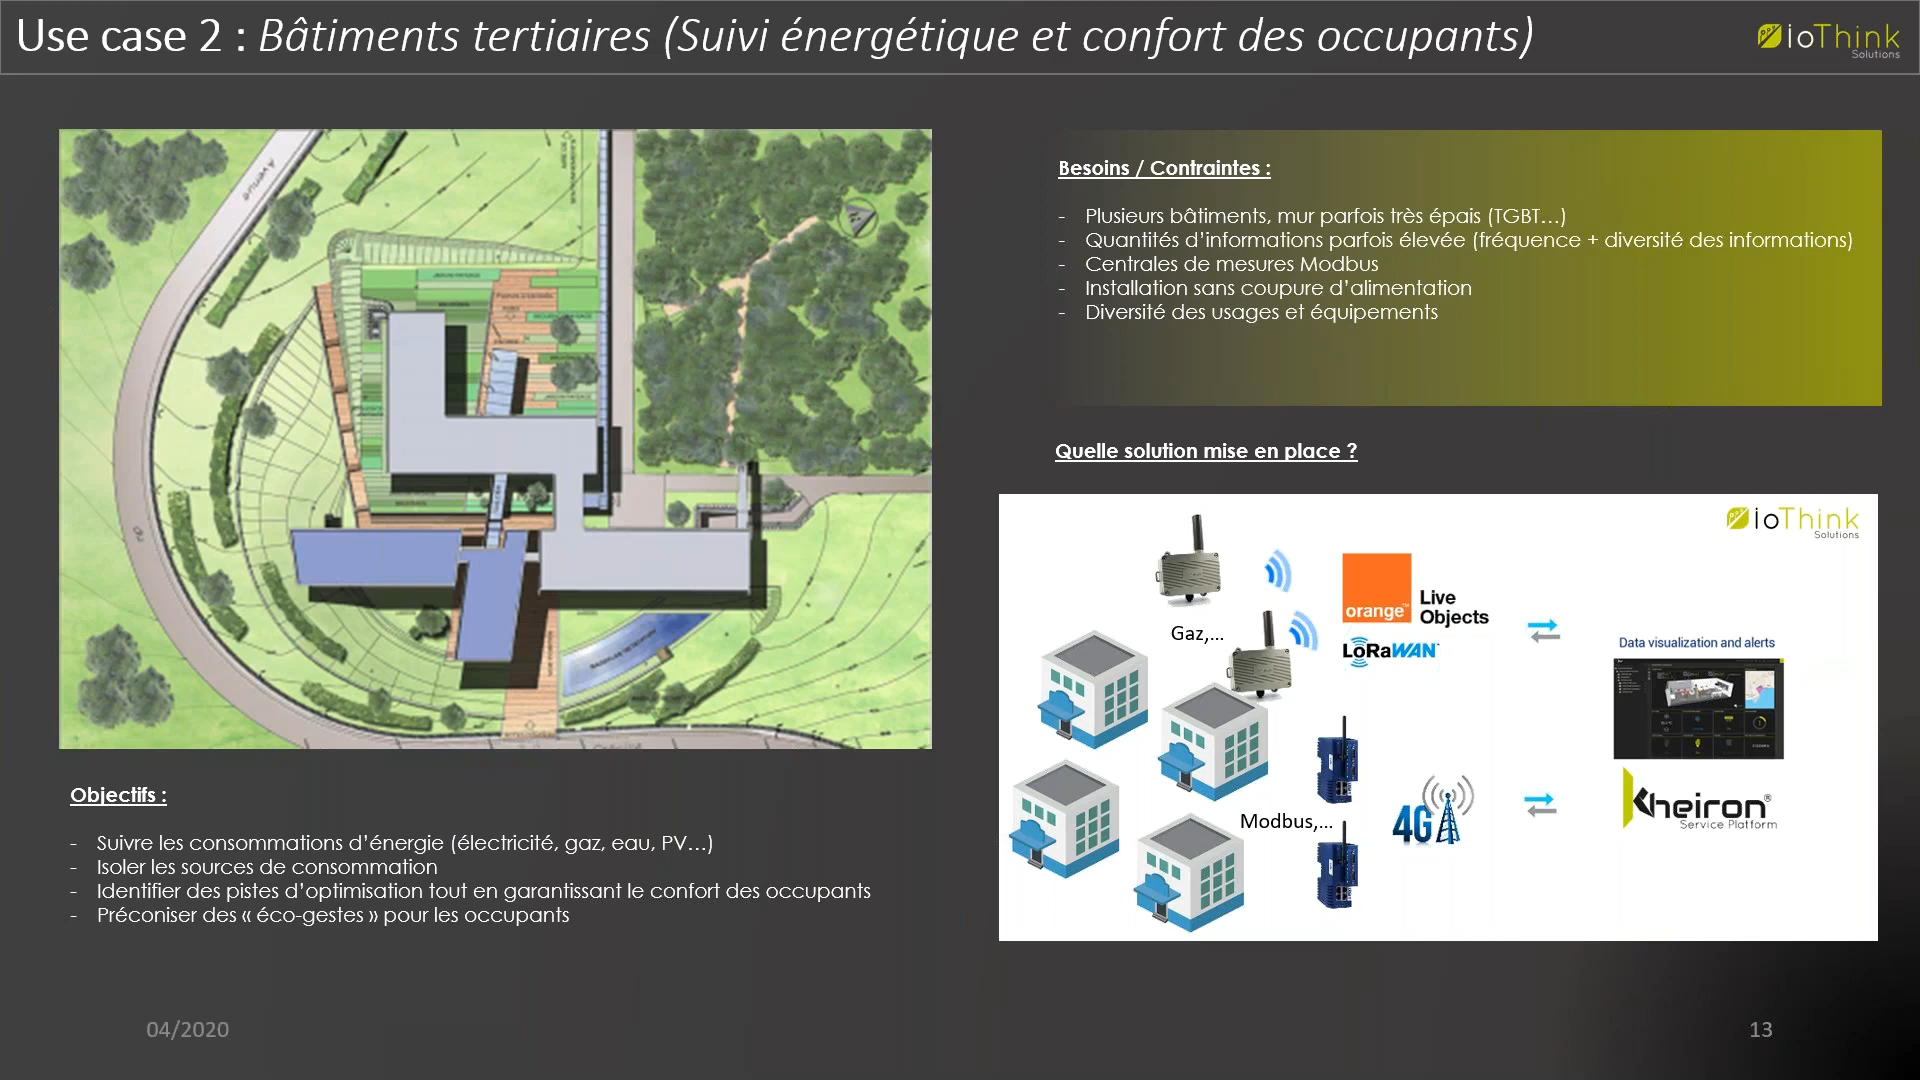 Use case 2 : Bâtiments tertiaires (Suivi énergétique et confort des occupants)
ioThink
Solutions
Avenue
Besoins / Contraintes :
- Plusieurs bâtiments, mur parfois très épais (TGBT…)
- Quantités d’informations parfois élevée (fréquence + diversité des informations)
- Centrales de mesures Modbus
- Installation sans coupure d’alimentation
- Diversité des usages et équipements
Quelle solution mise en place ?
ioThink
Solutions
Gaz,...
orange™
Live
Objects
LoRaWAN™
Data visualization and alerts
Modbus,...
4G
Kheiron®
Service Platform
Objectifs :
- Suivre les consommations d’énergie (électricité, gaz, eau, PV…)
- Isoler les sources de consommation
- Identifier des pistes d’optimisation tout en garantissant le confort des occupants
- Préconiser des « éco-gestes » pour les occupants
04/2020
13